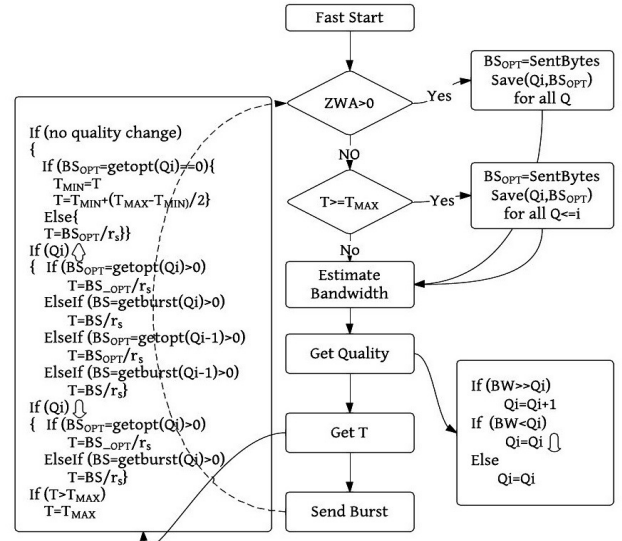 Fast Start
ZWA>0
Yes
BSOPT=SentBytes
Save(Qi,BSOPT)
for all Q
NO
T>=TMAX
Yes
BSOPT=SentBytes
Save(Qi,BSOPT)
for all Q<=i
No
Estimate
Bandwidth
Get Quality
Get T
Send Burst
If (no quality change)
{
If (BSOPT=getopt(Qi)==0){
TMIN=T
T=TMIN+(TMAX-TMIN)/2}
Else{
T=BSOPT/rs}}
If (Qi)
{ If (BSOPT=getopt(Qi)>0)
T=BS_OPT/rs
ElseIf (BS=getburst(Qi)>0)
T=BS/rs
ElseIf (BSOPT=getopt(Qi-1)>0)
T=BSOPT/rs
ElseIf (BS=getburst(Qi-1)>0)
T=BS/rs}
If (Qi)
{ If (BSOPT=getopt(Qi)>0)
T=BS_OPT/rs
ElseIf (BS=getburst(Qi)>0)
T=BS/rs}
If (T>TMAX)
T=TMAX
If (BW>>Qi)
Qi=Qi+1
If (BW<Qi)
Qi=Qi
Else
Qi=Qi